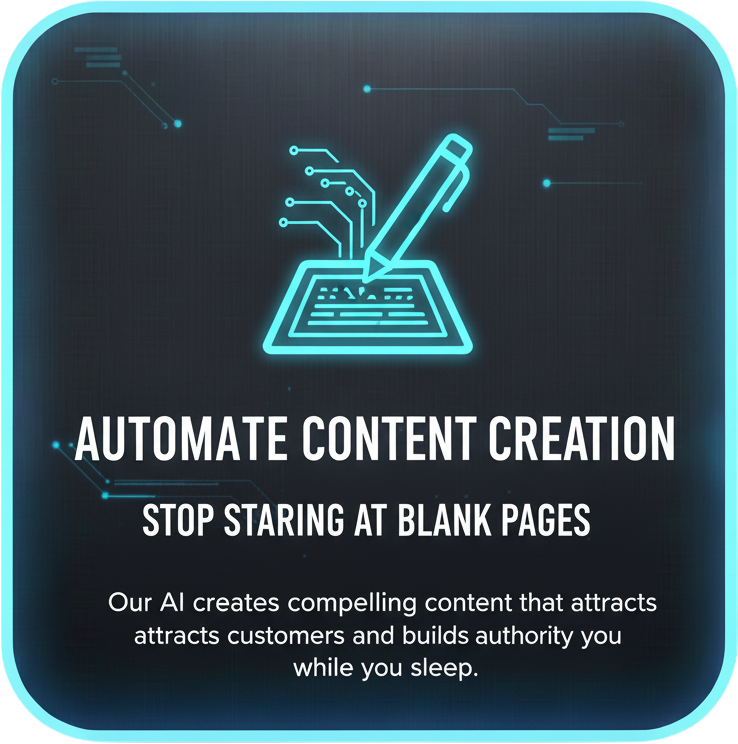 AUTOMATE CONTENT CREATION
STOP STARING AT BLANK PAGES
Our AI creates compelling content that attracts
attracts customers and builds authority you
while you sleep.